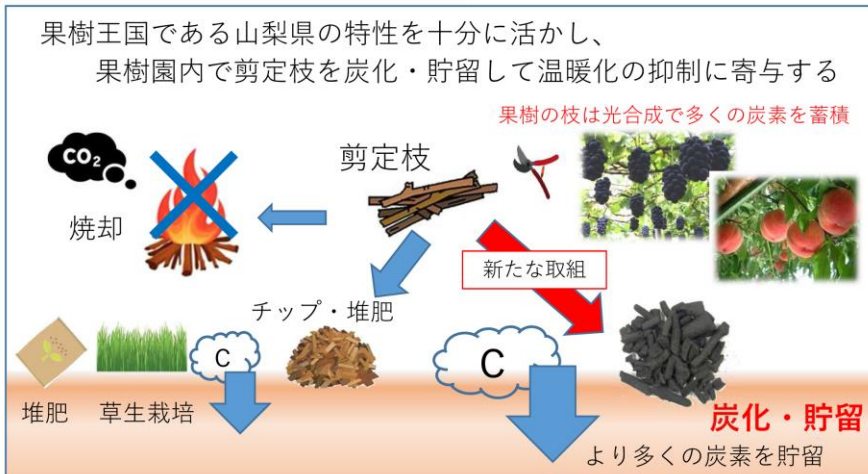 果樹王国である山梨県の特性を十分に活かし、
果樹園内で剪定枝を炭化・貯留して温暖化の抑制に寄与する
果樹の枝は光合成で多くの炭素を蓄積
CO₂
剪定枝
焼却
新たな取組
チップ・堆肥
C
C
堆肥
草生栽培
炭化・貯留
より多くの炭素を貯留